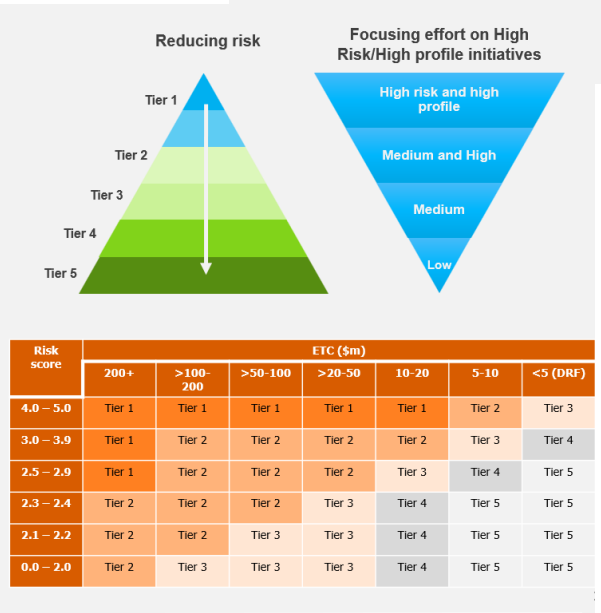 Reducing risk
Focusing effort on High
Risk/High profile initiatives
Tier 1
Tier 2
Tier 3
Tier 4
Tier 5
High risk and high
profile
Medium and High
Medium
Low
Risk
score
ETC ($m)
200+ >100-200 >50-100 >20-50 10-20 5-10 <5 (DRF)
4.0 – 5.0 Tier 1 Tier 1 Tier 1 Tier 1 Tier 1 Tier 2 Tier 3
3.0 – 3.9 Tier 1 Tier 2 Tier 2 Tier 2 Tier 2 Tier 3 Tier 4
2.5 – 2.9 Tier 1 Tier 2 Tier 2 Tier 2 Tier 3 Tier 4 Tier 5
2.3 – 2.4 Tier 2 Tier 2 Tier 2 Tier 3 Tier 4 Tier 5 Tier 5
2.1 – 2.2 Tier 2 Tier 2 Tier 3 Tier 3 Tier 4 Tier 5 Tier 5
0.0 – 2.0 Tier 2 Tier 3 Tier 3 Tier 3 Tier 4 Tier 5 Tier 5